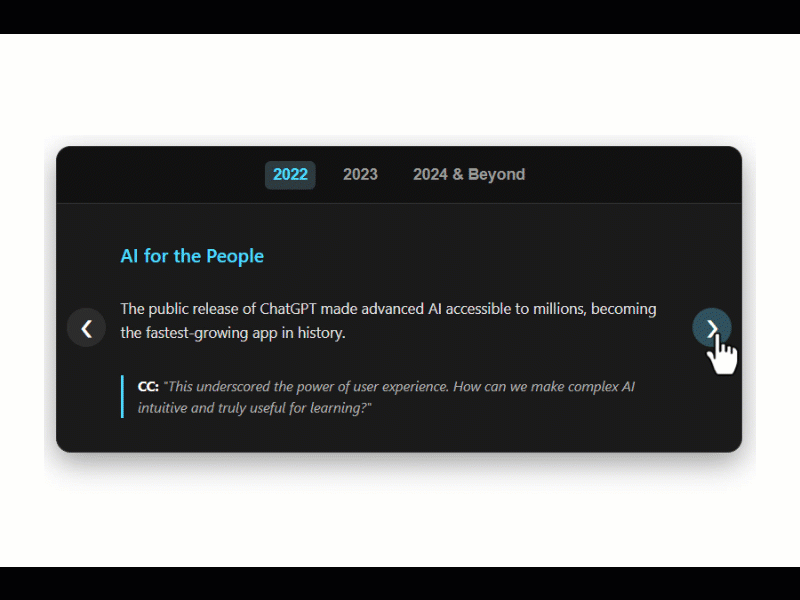 2022 2023 2024 & Beyond
AI for the People
The public release of ChatGPT made advanced AI accessible to millions, becoming
the fastest-growing app in history.
CC: "This underscored the power of user experience. How can we make complex AI
intuitive and truly useful for learning?"